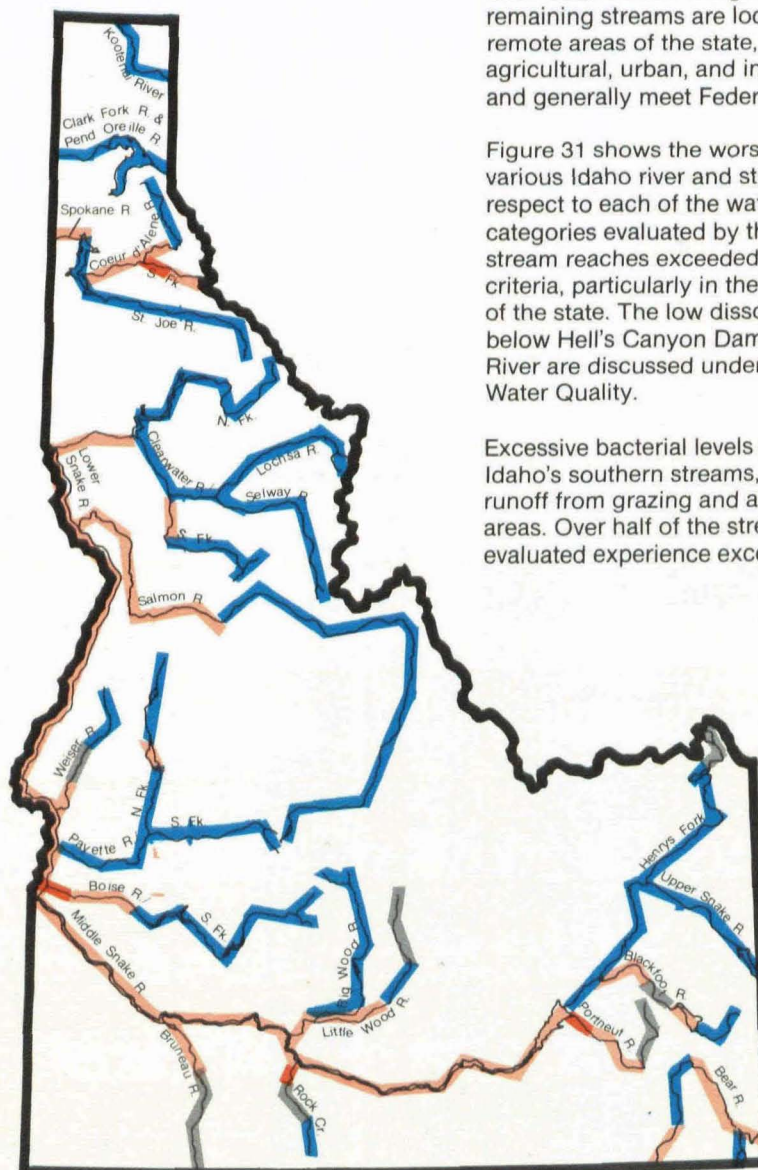 remaining streams are loc
remote areas of the state,
agricultural, urban, and in
and generally meet Feder
Figure 31 shows the wors
various Idaho river and st
respect to each of the wa
categories evaluated by th
stream reaches exceeded
criteria, particularly in the
of the state. The low disso
below Hell's Canyon Dam
River are discussed under
Water Quality.
Excessive bacterial levels
Idaho's southern streams,
runoff from grazing and a
areas. Over half of the stre
evaluated experience exce
Kootenai River
Clark Fork R. &
Pend Oreille R.
Spokane R
Coeur d'Alene R.
S. Fk
St. Joe R.
N. Fk.
Clearwater R.
Lochsa R.
Selway R.
Lower
Snake R.
S. Fk.
Salmon R.
Weiser R.
N. Fk
S. Fk.
Payette R.
Boise R.
S. Fk.
Middle Snake R.
Big Wood R.
Little Wood R.
Bruneau R.
Rock Cr.
Henrys Fork
Upper Snake R.
Blackfoot R.
Portneuf R.
Bear R.